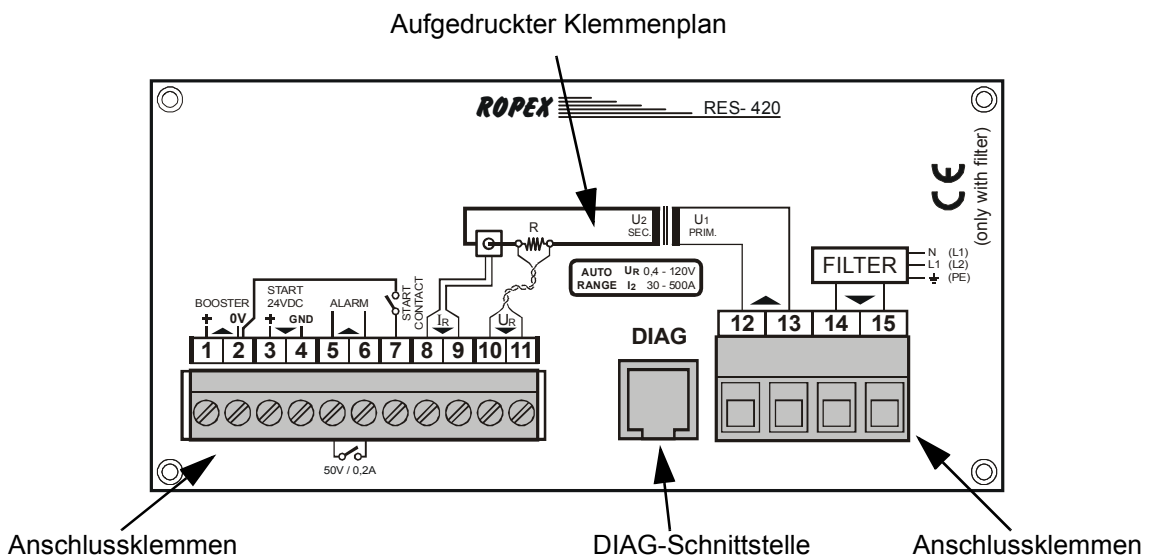 Aufgedruckter Klemmenplan
ROPEX RES- 420
CE
(only with filter)
R
U2
SEC.
U1
PRIM.
AUTO RANGE
UR 0,4 - 120V
I2 30 - 500A
FILTER
N (L1)
L1 (L2)
(PE)
BOOSTER
+ 0V
START
24VDC
+ GND
ALARM
START
CONTACT
IR
UR
1 2 3 4 5 6 7 8 9 10 11
DIAG
12 13 14 15
50V / 0,2A
Anschlussklemmen
DIAG-Schnittstelle
Anschlussklemmen